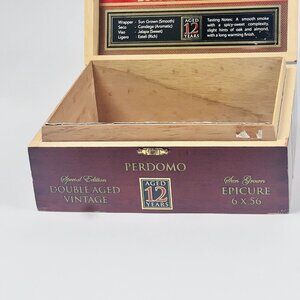 Wrapper - Sun Grown (Smooth)
Seco - Condega (Aromatic)
Viso - Jalapa (Sweet)
Ligero - Estelí (Rich)
AGED
12
YEARS
Tasting Notes: A smooth smoke
with a spicy-sweet complexity,
slight hints of oak and almond,
with a long warming finish.
PERDOMO
Special Edition
DOUBLE AGED
VINTAGE
AGED
12
YEARS
Sun Grown
EPICURE
6 X 56